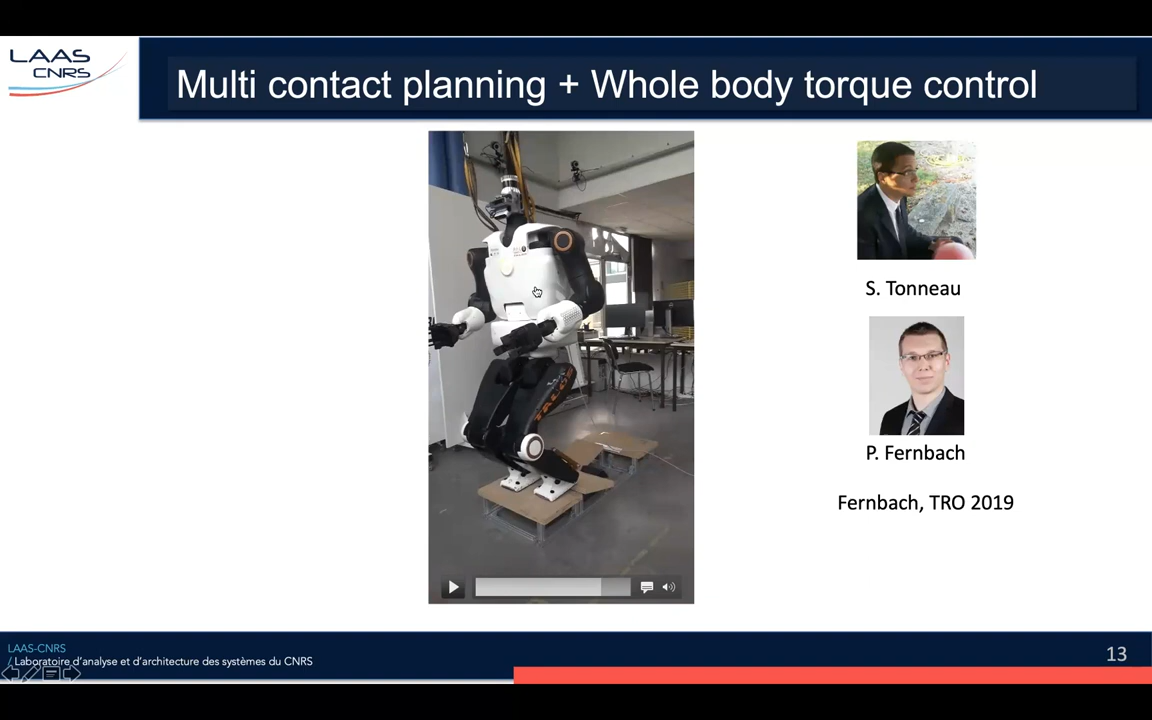 LAAS
CNRS
Multi contact planning + Whole body torque control
TALOS
S. Tonneau
P. Fernbach
Fernbach, TRO 2019
LAAS-CNRS
/ Laboratoire d'analyse et d'architecture des systèmes du CNRS
13